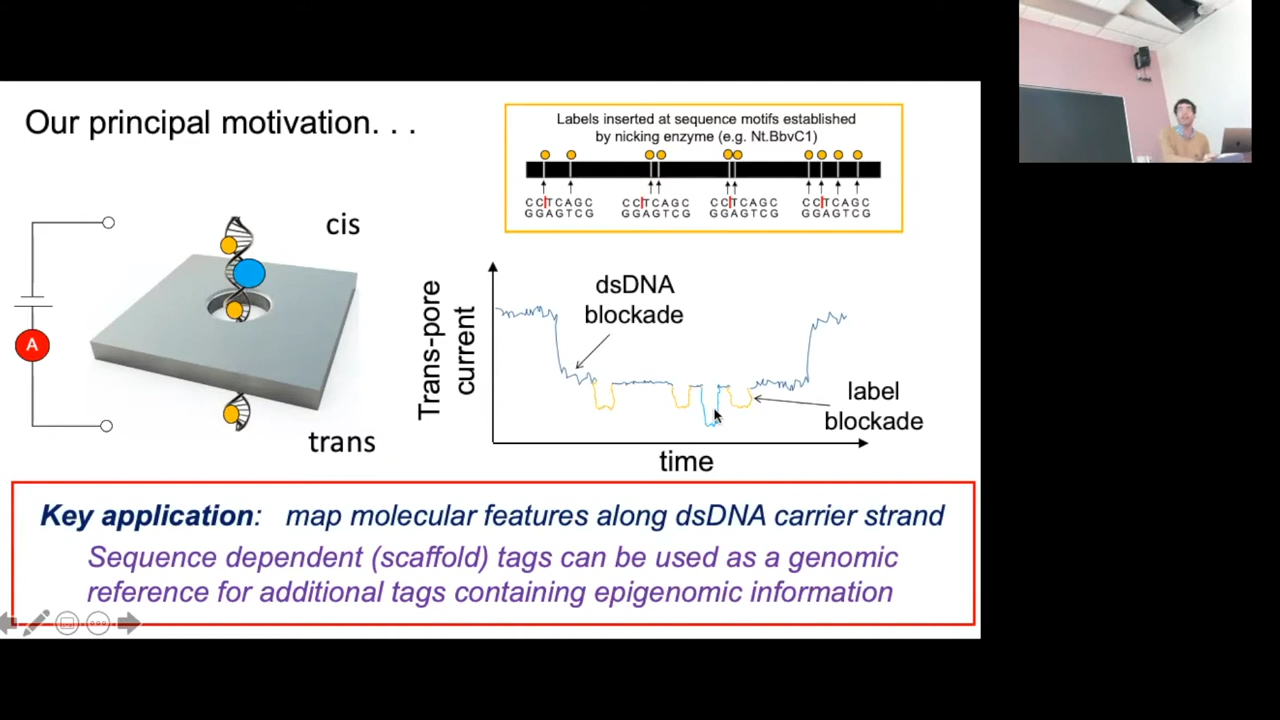 Our principal motivation. . .
Labels inserted at sequence motifs established
by nicking enzyme (e.g. Nt.BbvC1)
CCTCAGC CCTCAGC CCTCAGC CCTCAGC
GGAGTCG GGAGTCG GGAGTCG GGAGTCG
cis
A
trans
Trans-pore
current
dsDNA
blockade
label
blockade
time
Key application: map molecular features along dsDNA carrier strand
Sequence dependent (scaffold) tags can be used as a genomic
reference for additional tags containing epigenomic information